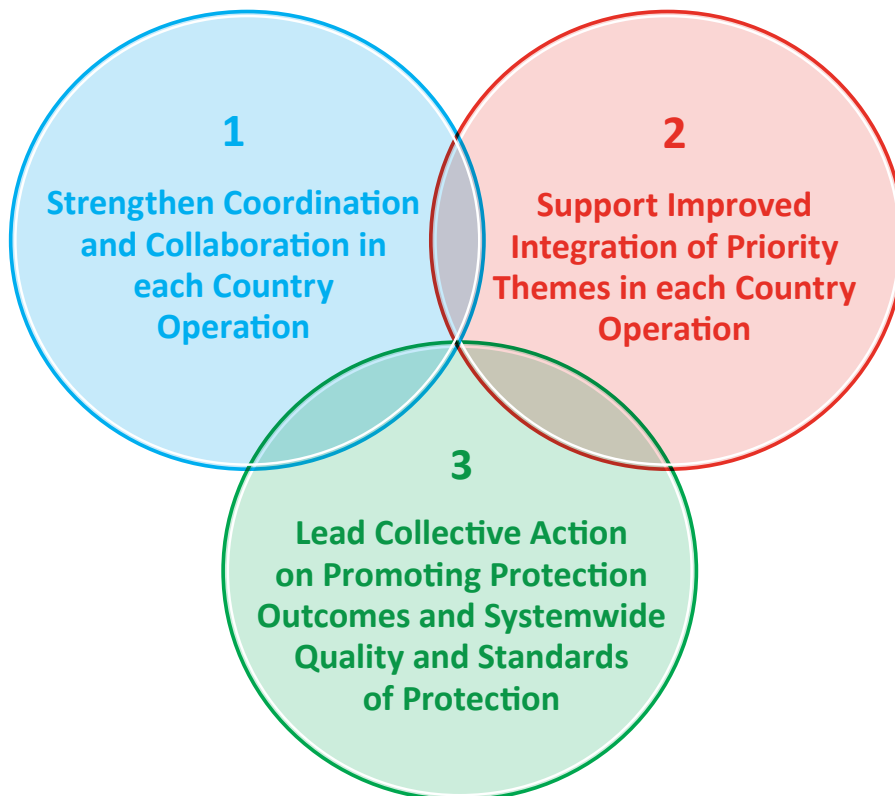 1
Strengthen Coordination
and Collaboration in
each Country
Operation
2
Support Improved
Integration of Priority
Themes in each Country
Operation
3
Lead Collective Action
on Promoting Protection
Outcomes and Systemwide
Quality and Standards
of Protection